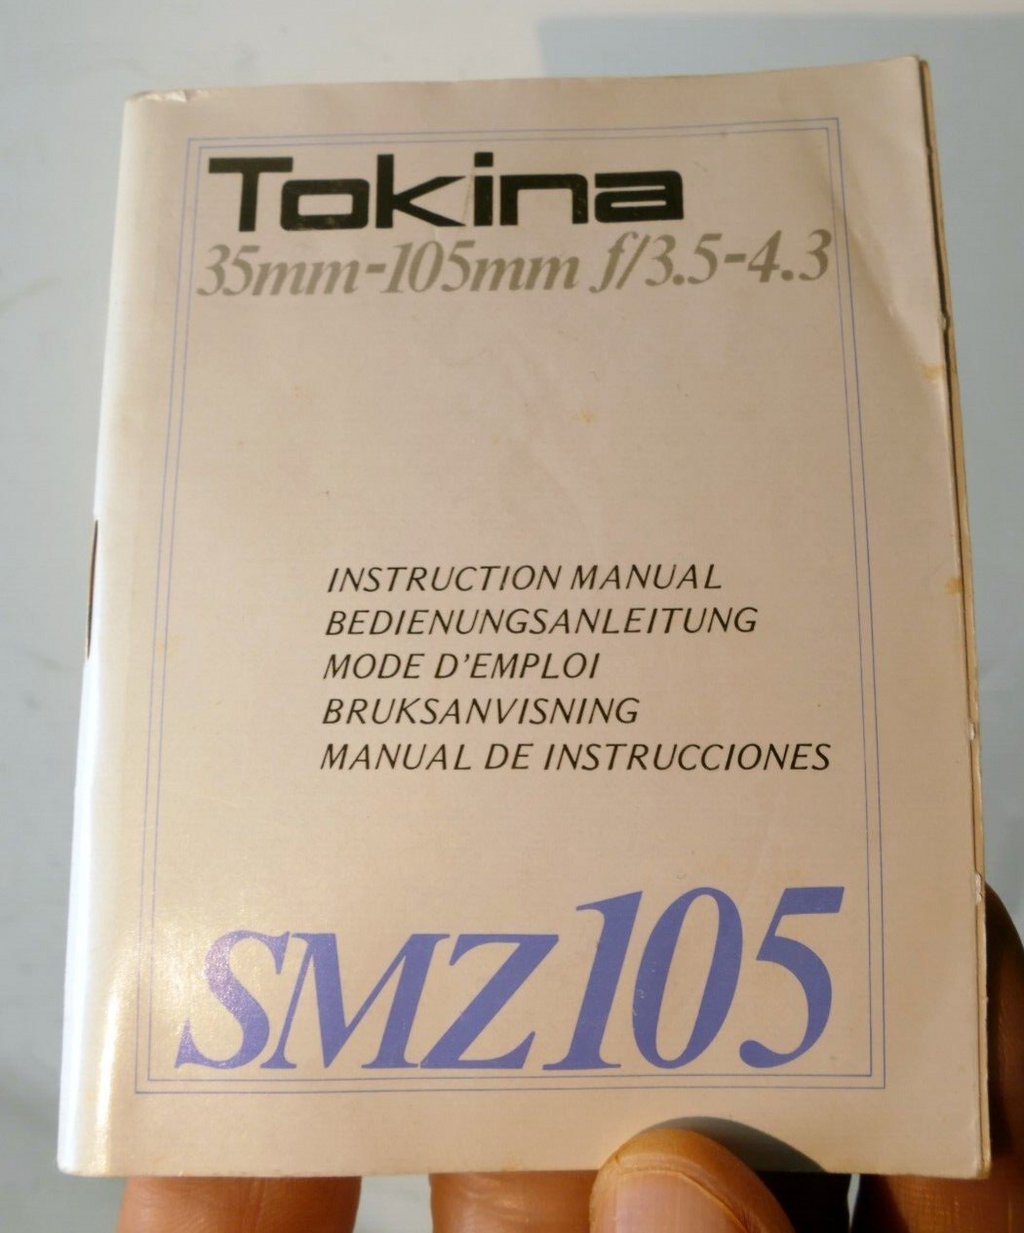 Tokina
35mm-105mm f/3.5-4.3
INSTRUCTION MANUAL
BEDIENUNGSANLEITUNG
MODE D'EMPLOI
BRUKSANVISNING
MANUAL DE INSTRUCCIONES
SMZ105